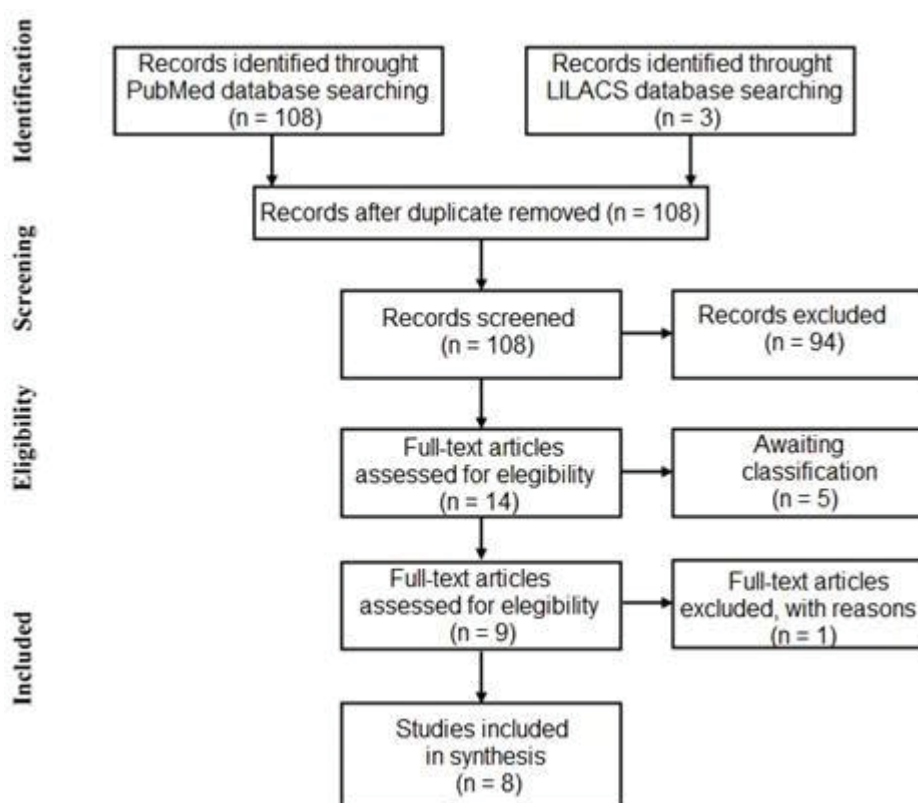 Identification
Records identified throught
PubMed database searching
(n = 108)
Records identified throught
LILACS database searching
(n = 3)
Records after duplicate removed (n = 108)
Screening
Records screened
(n = 108)
Records excluded
(n = 94)
Eligibility
Full-text articles
assessed for elegibility
(n = 14)
Awaiting
classification
(n = 5)
Included
Full-text articles
assessed for elegibility
(n = 9)
Full-text articles
excluded, with reasons
(n = 1)
Studies included
in synthesis
(n = 8)